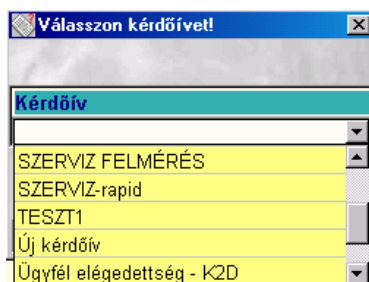 Válasszon kérdőívet!
Kérdőív
SZERVIZ FELMÉRÉS
SZERVIZ-rapid
TESZT1
Új kérdőív
Ügyfél elégedettség - K2D